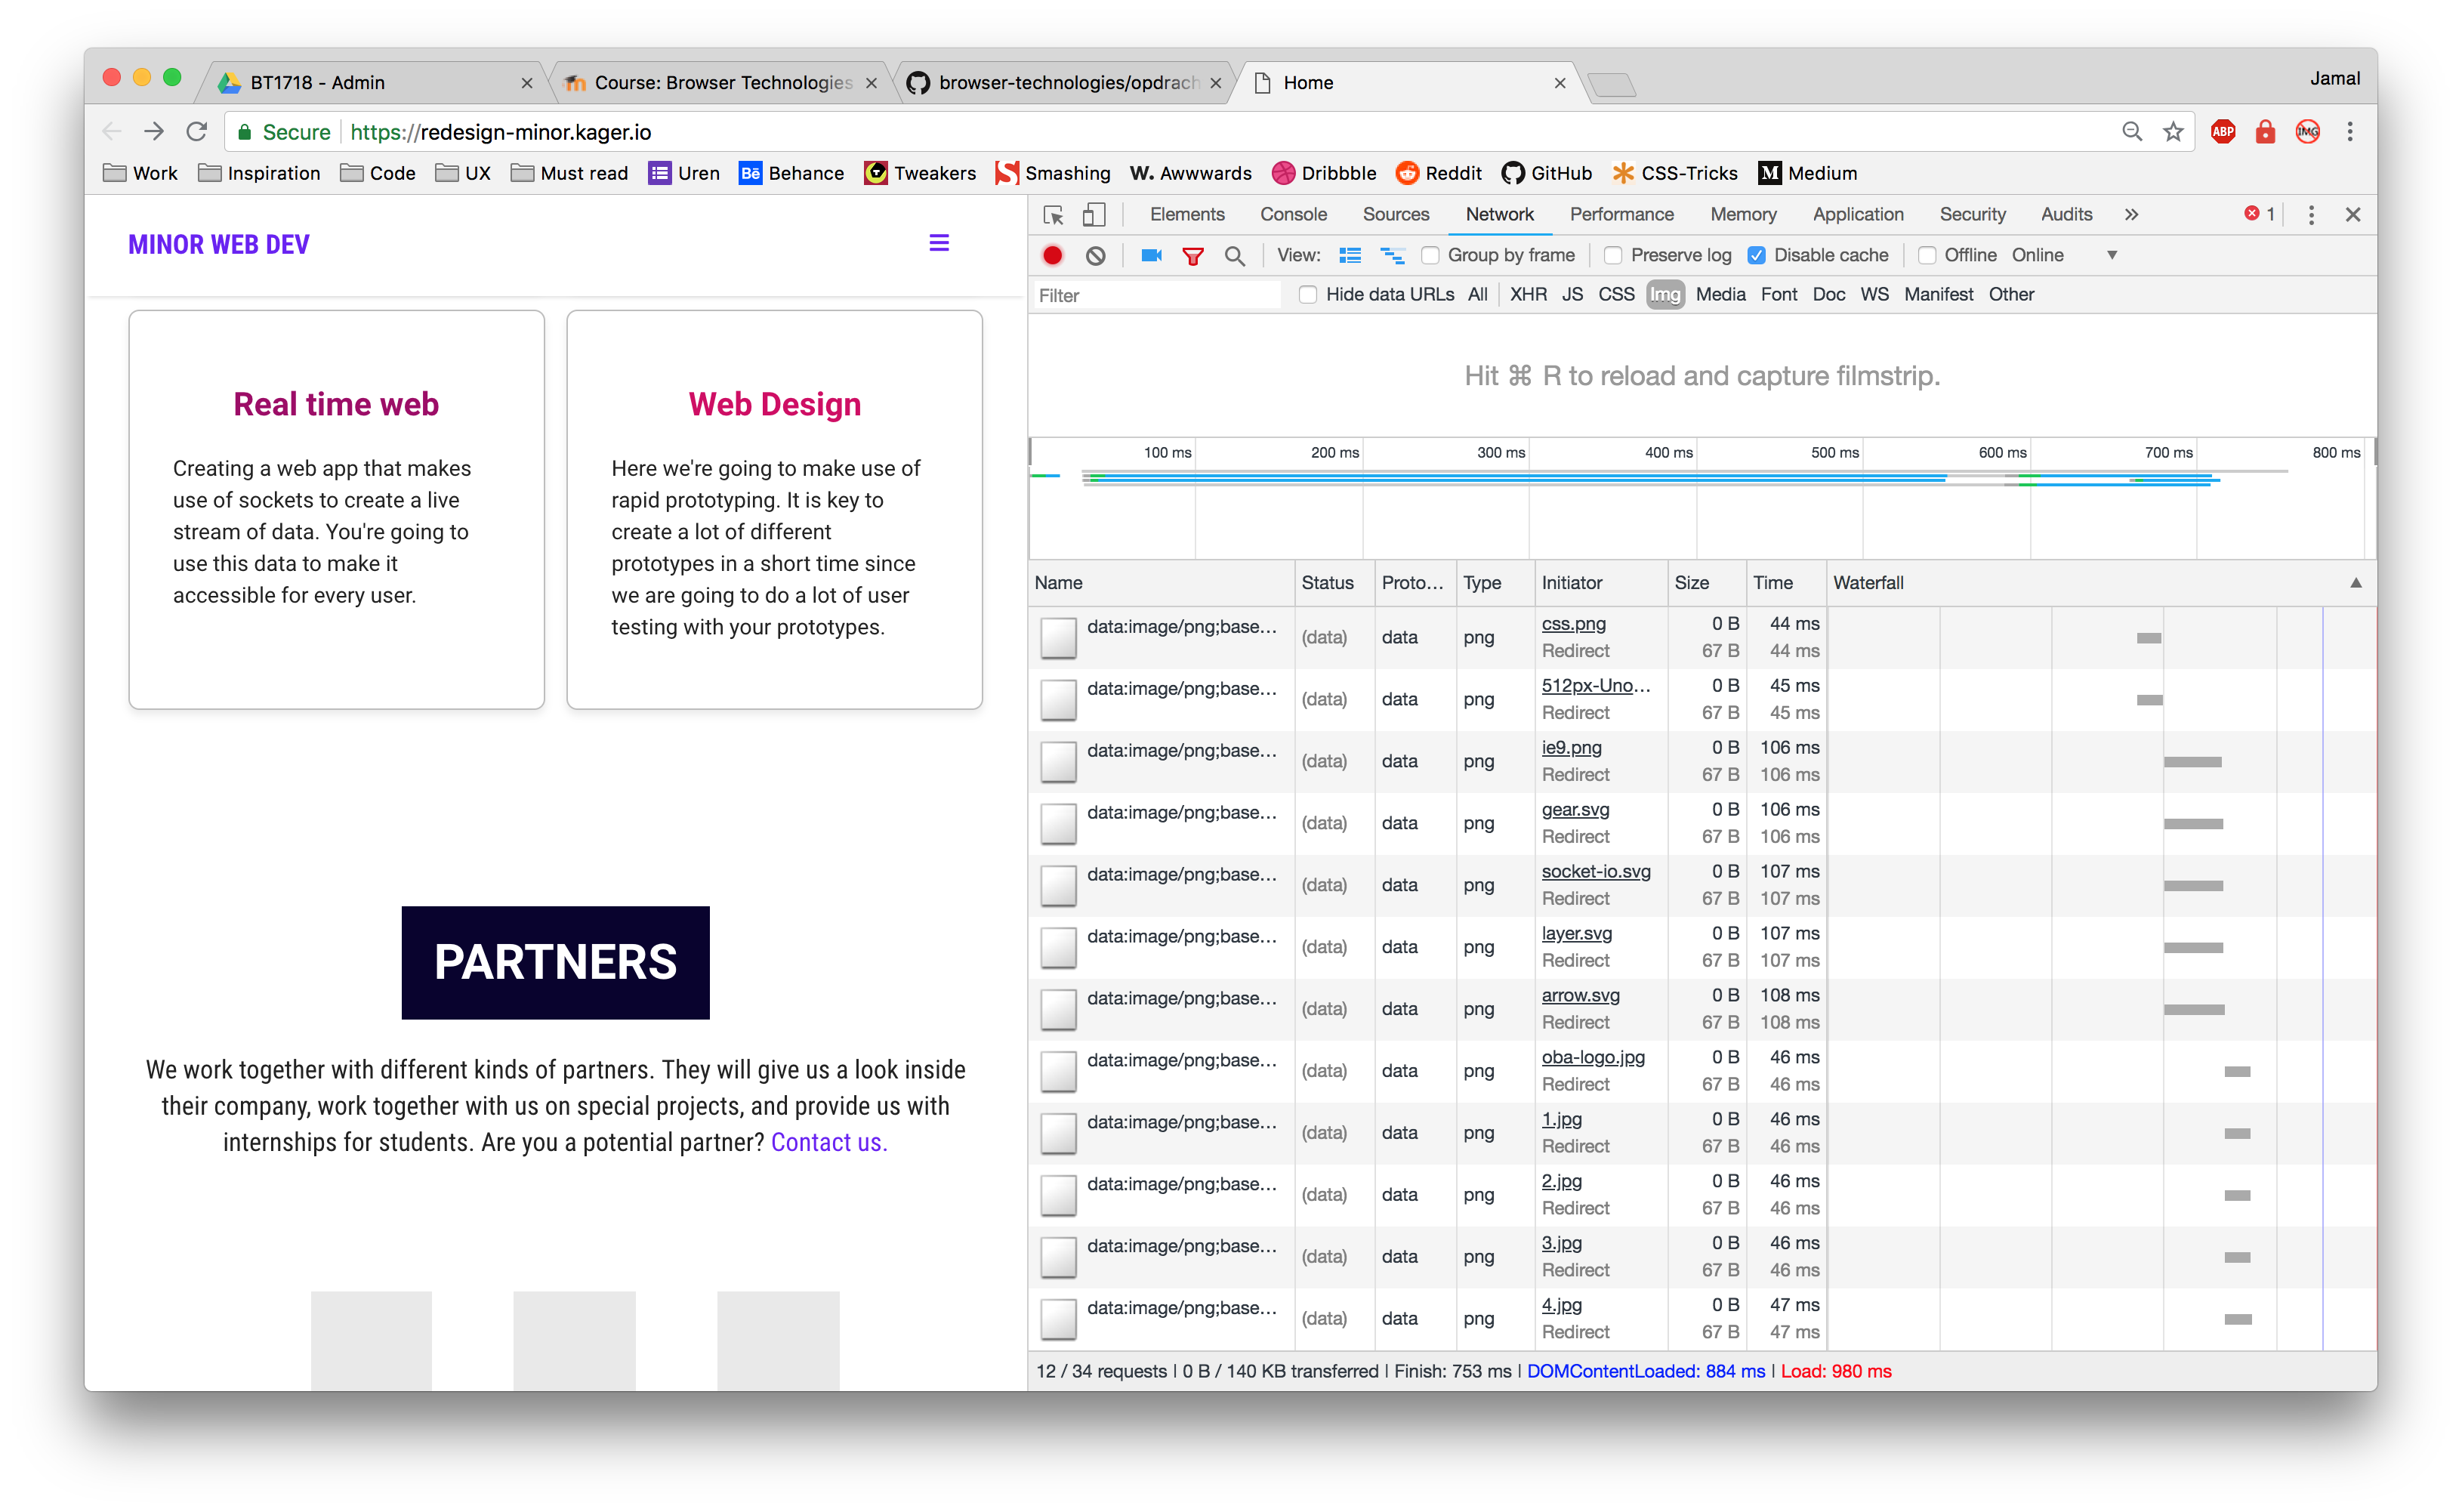 BT1718 - Admin
Course: Browser Technologies
browser-technologies/opdrach
Home
Jamal
Secure
https://redesign-minor.kager.io
ABP
IMG
Work
Inspiration
Code
UX
Must read
Uren
Bē Behance
Tweakers
Smashing
W. Awwwards
Dribbble
Reddit
GitHub
CSS-Tricks
M Medium
MINOR WEB DEV
Real time web
Creating a web app that makes
use of sockets to create a live
stream of data. You're going to
use this data to make it
accessible for every user.
Web Design
Here we're going to make use of
rapid prototyping. It is key to
create a lot of different
prototypes in a short time since
we are going to do a lot of user
testing with your prototypes.
PARTNERS
We work together with different kinds of partners. They will give us a look inside
their company, work together with us on special projects, and provide us with
internships for students. Are you a potential partner? Contact us.
Elements Console Sources Network Performance Memory Application Security Audits » 1
View: Group by frame Preserve log Disable cache Offline Online
Filter Hide data URLs All XHR JS CSS Img Media Font Doc WS Manifest Other
Hit ⌘ R to reload and capture filmstrip.
100 ms 200 ms 300 ms 400 ms 500 ms 600 ms 700 ms 800 ms
Name Status Proto... Type Initiator Size Time Waterfall
data:image/png;base... (data) data png css.png 0 B 44 ms
Redirect 67 B 44 ms
data:image/png;base... (data) data png 512px-Uno... 0 B 45 ms
Redirect 67 B 45 ms
data:image/png;base... (data) data png ie9.png 0 B 106 ms
Redirect 67 B 106 ms
data:image/png;base... (data) data png gear.svg 0 B 106 ms
Redirect 67 B 106 ms
data:image/png;base... (data) data png socket-io.svg 0 B 107 ms
Redirect 67 B 107 ms
data:image/png;base... (data) data png layer.svg 0 B 107 ms
Redirect 67 B 107 ms
data:image/png;base... (data) data png arrow.svg 0 B 108 ms
Redirect 67 B 108 ms
data:image/png;base... (data) data png oba-logo.jpg 0 B 46 ms
Redirect 67 B 46 ms
data:image/png;base... (data) data png 1.jpg 0 B 46 ms
Redirect 67 B 46 ms
data:image/png;base... (data) data png 2.jpg 0 B 46 ms
Redirect 67 B 46 ms
data:image/png;base... (data) data png 3.jpg 0 B 46 ms
Redirect 67 B 46 ms
data:image/png;base... (data) data png 4.jpg 0 B 47 ms
Redirect 67 B 47 ms
12 / 34 requests | 0 B / 140 KB transferred | Finish: 753 ms | DOMContentLoaded: 884 ms | Load: 980 ms